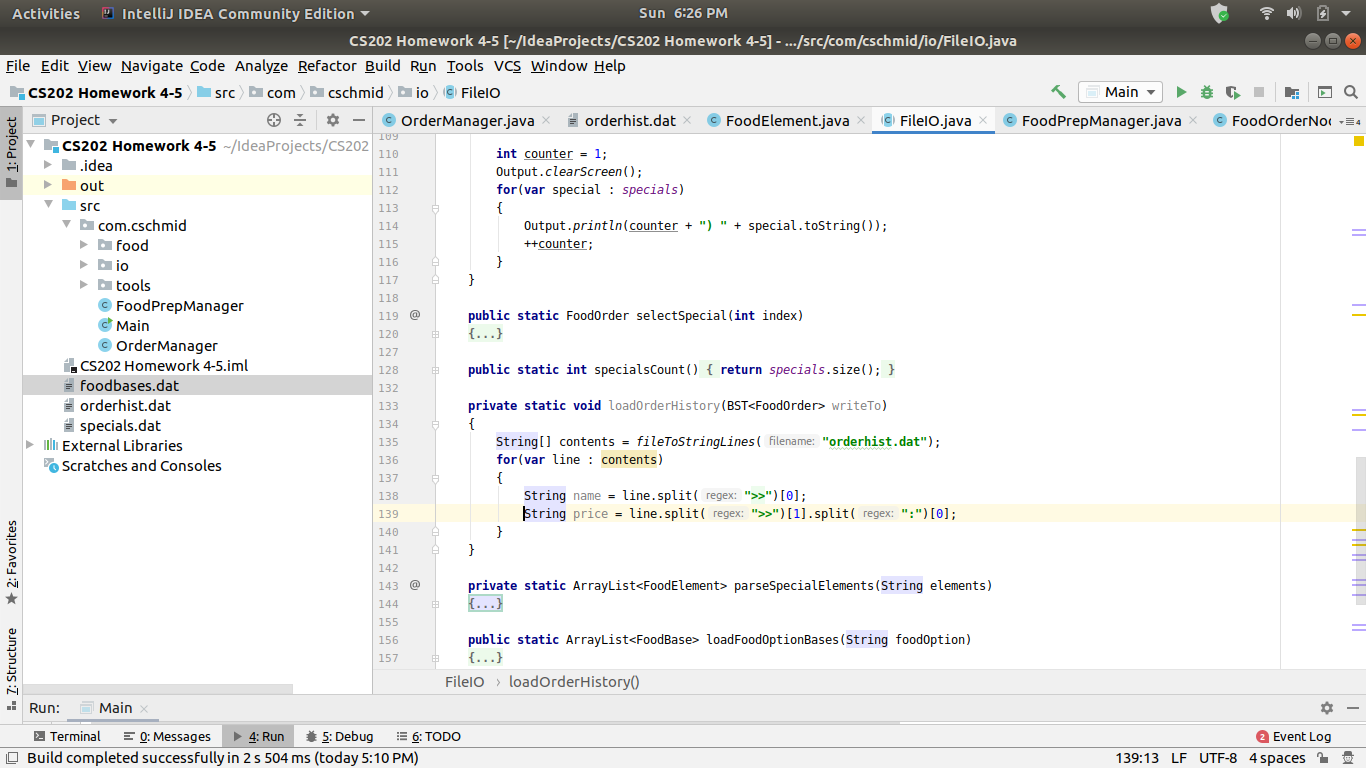 Activities IntelliJ IDEA Community Edition Sun 6:26 PM
CS202 Homework 4-5 [~/IdeaProjects/CS202 Homework 4-5] - .../src/com/cschmid/io/FileIO.java
File Edit View Navigate Code Analyze Refactor Build Run Tools VCS Window Help
CS202 Homework 4-5 src com cschmid io FileIO Main
1: Project
2: Favorites
7: Structure
Project
CS202 Homework 4-5 ~/IdeaProjects/CS202
.idea
out
src
com.cschmid
food
io
tools
FoodPrepManager
Main
OrderManager
CS202 Homework 4-5.iml
foodbases.dat
orderhist.dat
specials.dat
External Libraries
Scratches and Consoles
OrderManager.java orderhist.dat FoodElement.java FileIO.java FoodPrepManager.java FoodOrderNoc 4
109
110 int counter = 1;
111 Output.clearScreen();
112 for(var special : specials)
113 {
114 Output.println(counter + ") " + special.toString());
115 ++counter;
116 }
117 }
118
119 @ public static FoodOrder selectSpecial(int index)
120 {...}
127
128 public static int specialsCount() { return specials.size(); }
132
133 private static void loadOrderHistory(BST<FoodOrder> writeTo)
134 {
135 String[] contents = fileToStringLines( filename: "orderhist.dat");
136 for(var line : contents)
137 {
138 String name = line.split( regex: ">>")[0];
139 String price = line.split( regex: ">>")[1].split( regex: ":")[0];
140 }
141 }
142
143 @ private static ArrayList<FoodElement> parseSpecialElements(String elements)
144 {...}
155
156 public static ArrayList<FoodBase> loadFoodOptionBases(String foodOption)
157 {...}
FileIO › loadOrderHistory()
Run: Main
Terminal 0: Messages 4: Run 5: Debug 6: TODO 2 Event Log
Build completed successfully in 2 s 504 ms (today 5:10 PM) 139:13 LF UTF-8 4 spaces